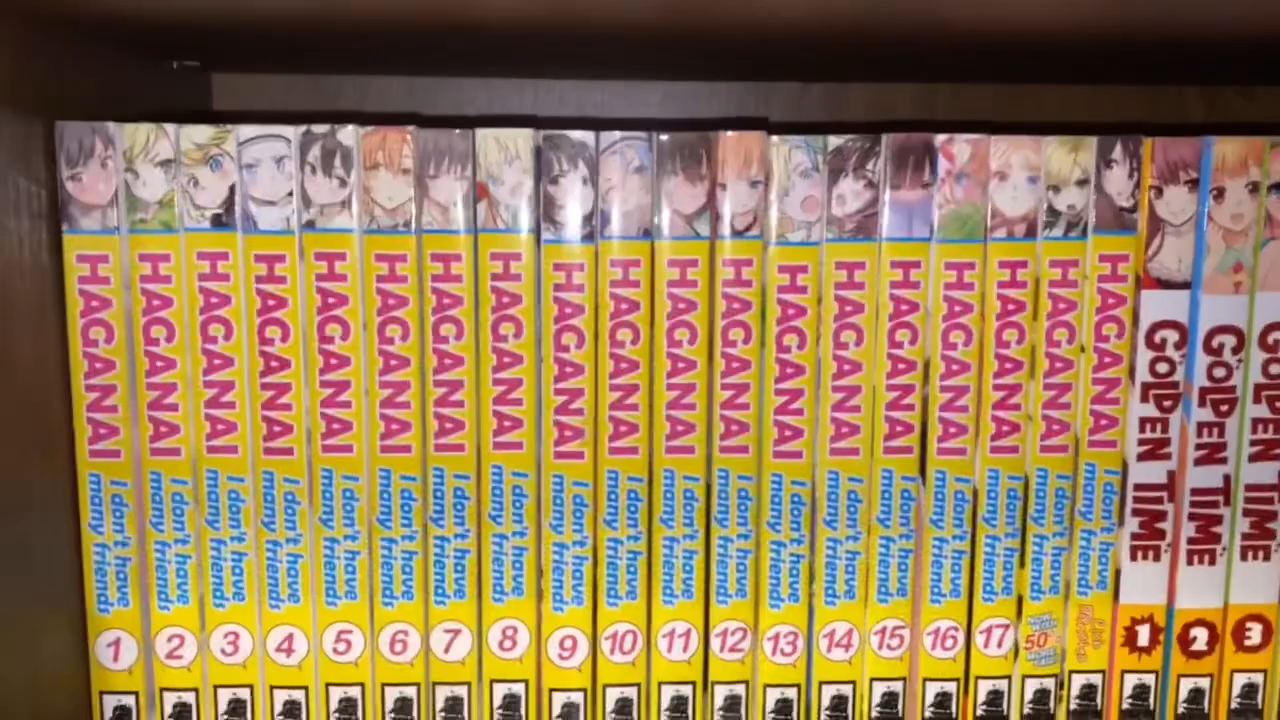 HAGANAI I don't have many friends 1
HAGANAI I don't have many friends 2
HAGANAI I don't have many friends 3
HAGANAI I don't have many friends 4
HAGANAI I don't have many friends 5
HAGANAI I don't have many friends 6
HAGANAI I don't have many friends 7
HAGANAI I don't have many friends 8
HAGANAI I don't have many friends 9
HAGANAI I don't have many friends 10
HAGANAI I don't have many friends 11
HAGANAI I don't have many friends 12
HAGANAI I don't have many friends 13
HAGANAI I don't have many friends 14
HAGANAI I don't have many friends 15
HAGANAI I don't have many friends 16
HAGANAI I don't have many friends 17
HAGANAI I don't have many friends NOW WITH 50% MORE
HAGANAI I don't have many friends
GOLDEN TIME 1
GOLDEN TIME 2
GOLDEN TIME 3